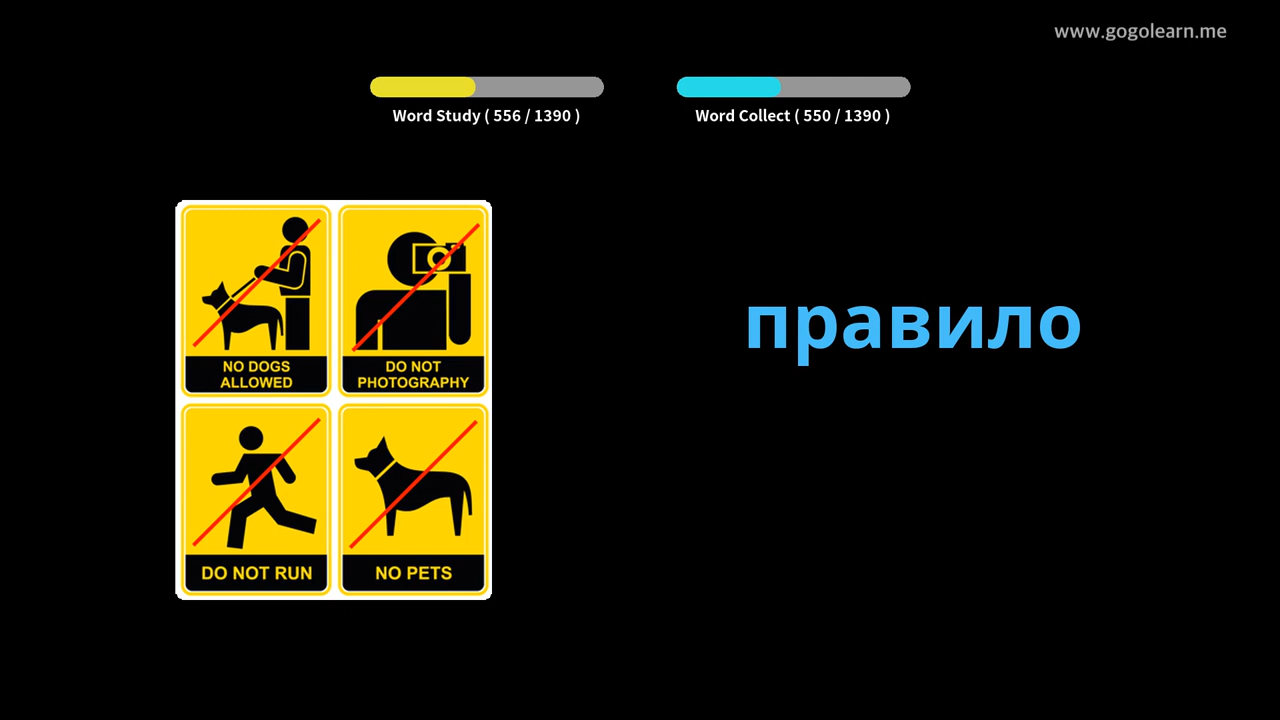 www.gogolearn.me
Word Study ( 556 / 1390 )
Word Collect ( 550 / 1390 )
NO DOGS
ALLOWED
DO NOT
PHOTOGRAPHY
правило
DO NOT RUN
NO PETS